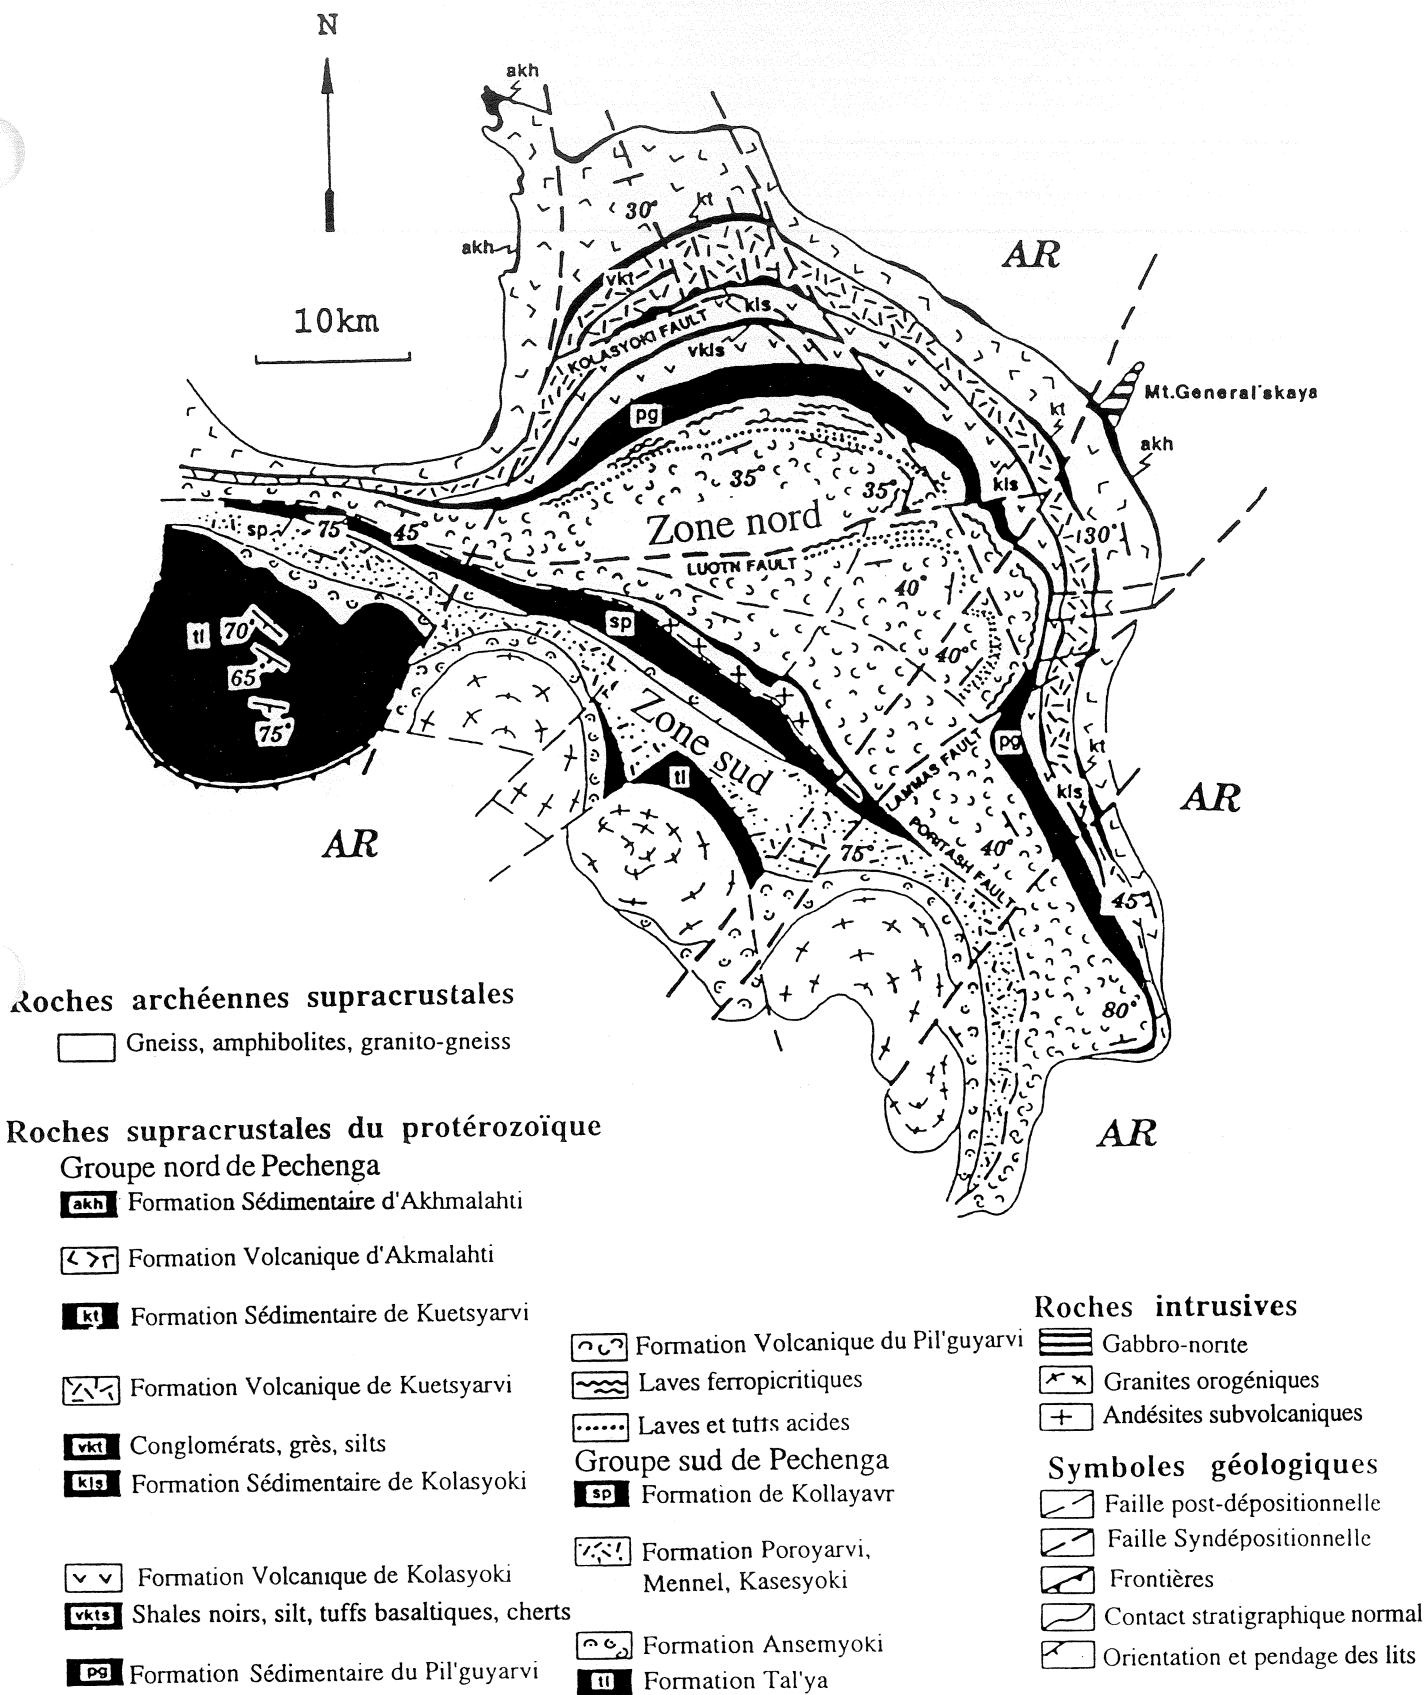 N
akh
30°
kt
akh
AR
vkt
10km
kls
KOLASYOKI FAULT
vkls
Mt.General'skaya
kt
pg
akh
35°
35°
kls
Zone nord
sp
75
45°
130°
LUOTN FAULT
40°
sp
tl
70°
40°
65
Zone sud
75°
pg
kt
tl
LAMMAS FAULT
kls
AR
AR
PORITASH FAULT
75°
40°
45°
80°
AR
Roches archéennes supracrustales
Gneiss, amphibolites, granito-gneiss
Roches supracrustales du protérozoïque
Groupe nord de Pechenga
akh Formation Sédimentaire d'Akhmalahti
Formation Volcanique d'Akmalahti
kt Formation Sédimentaire de Kuetsyarvi
Formation Volcanique de Kuetsyarvi
vkt Conglomérats, grès, silts
kls Formation Sédimentaire de Kolasyoki
Formation Volcanique de Kolasyoki
vkts Shales noirs, silt, tuffs basaltiques, cherts
pg Formation Sédimentaire du Pil'guyarvi
Formation Volcanique du Pil'guyarvi
Laves ferropicritiques
Laves et tuffs acides
Groupe sud de Pechenga
sp Formation de Kollayavr
Formation Poroyarvi,
Mennel, Kasesyoki
Formation Ansemyoki
tl Formation Tal'ya
Roches intrusives
Gabbro-norite
Granites orogéniques
Andésites subvolcaniques
Symboles géologiques
Faille post-dépositionnelle
Faille Syndépositionnelle
Frontières
Contact stratigraphique normal
Orientation et pendage des lits